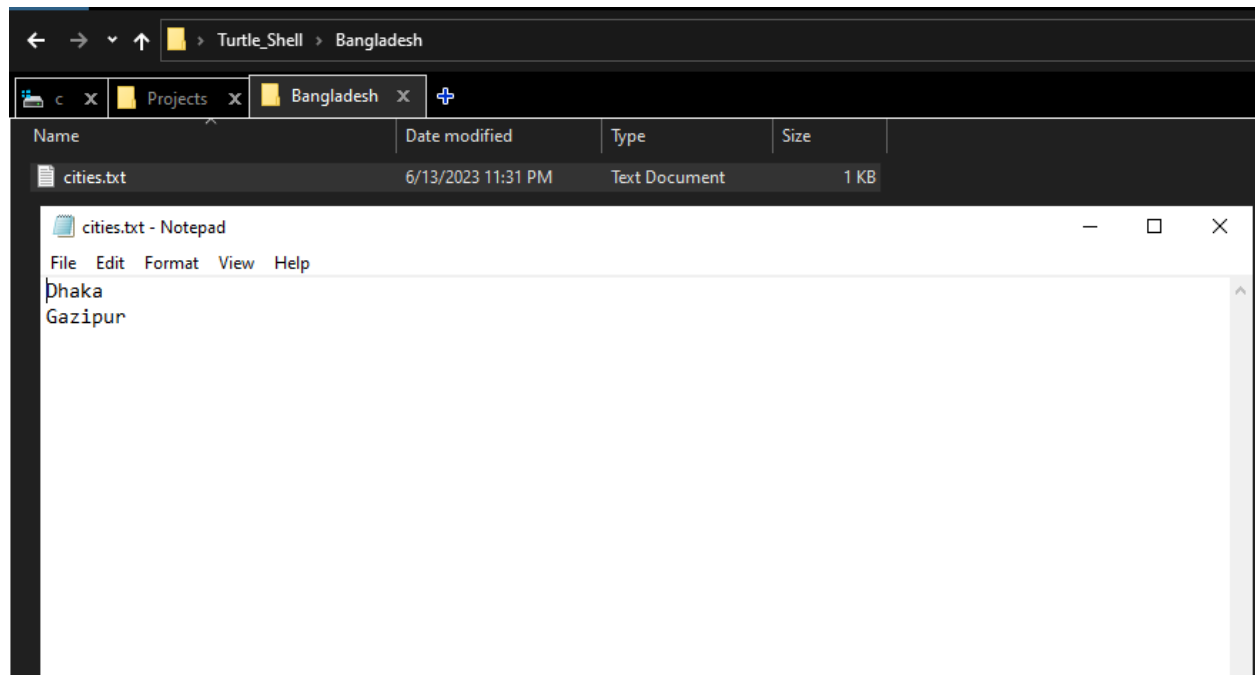 Turtle_Shell > Bangladesh
c x Projects x Bangladesh x
Name Date modified Type Size
cities.txt 6/13/2023 11:31 PM Text Document 1 KB
cities.txt - Notepad
File Edit Format View Help
Dhaka
Gazipur